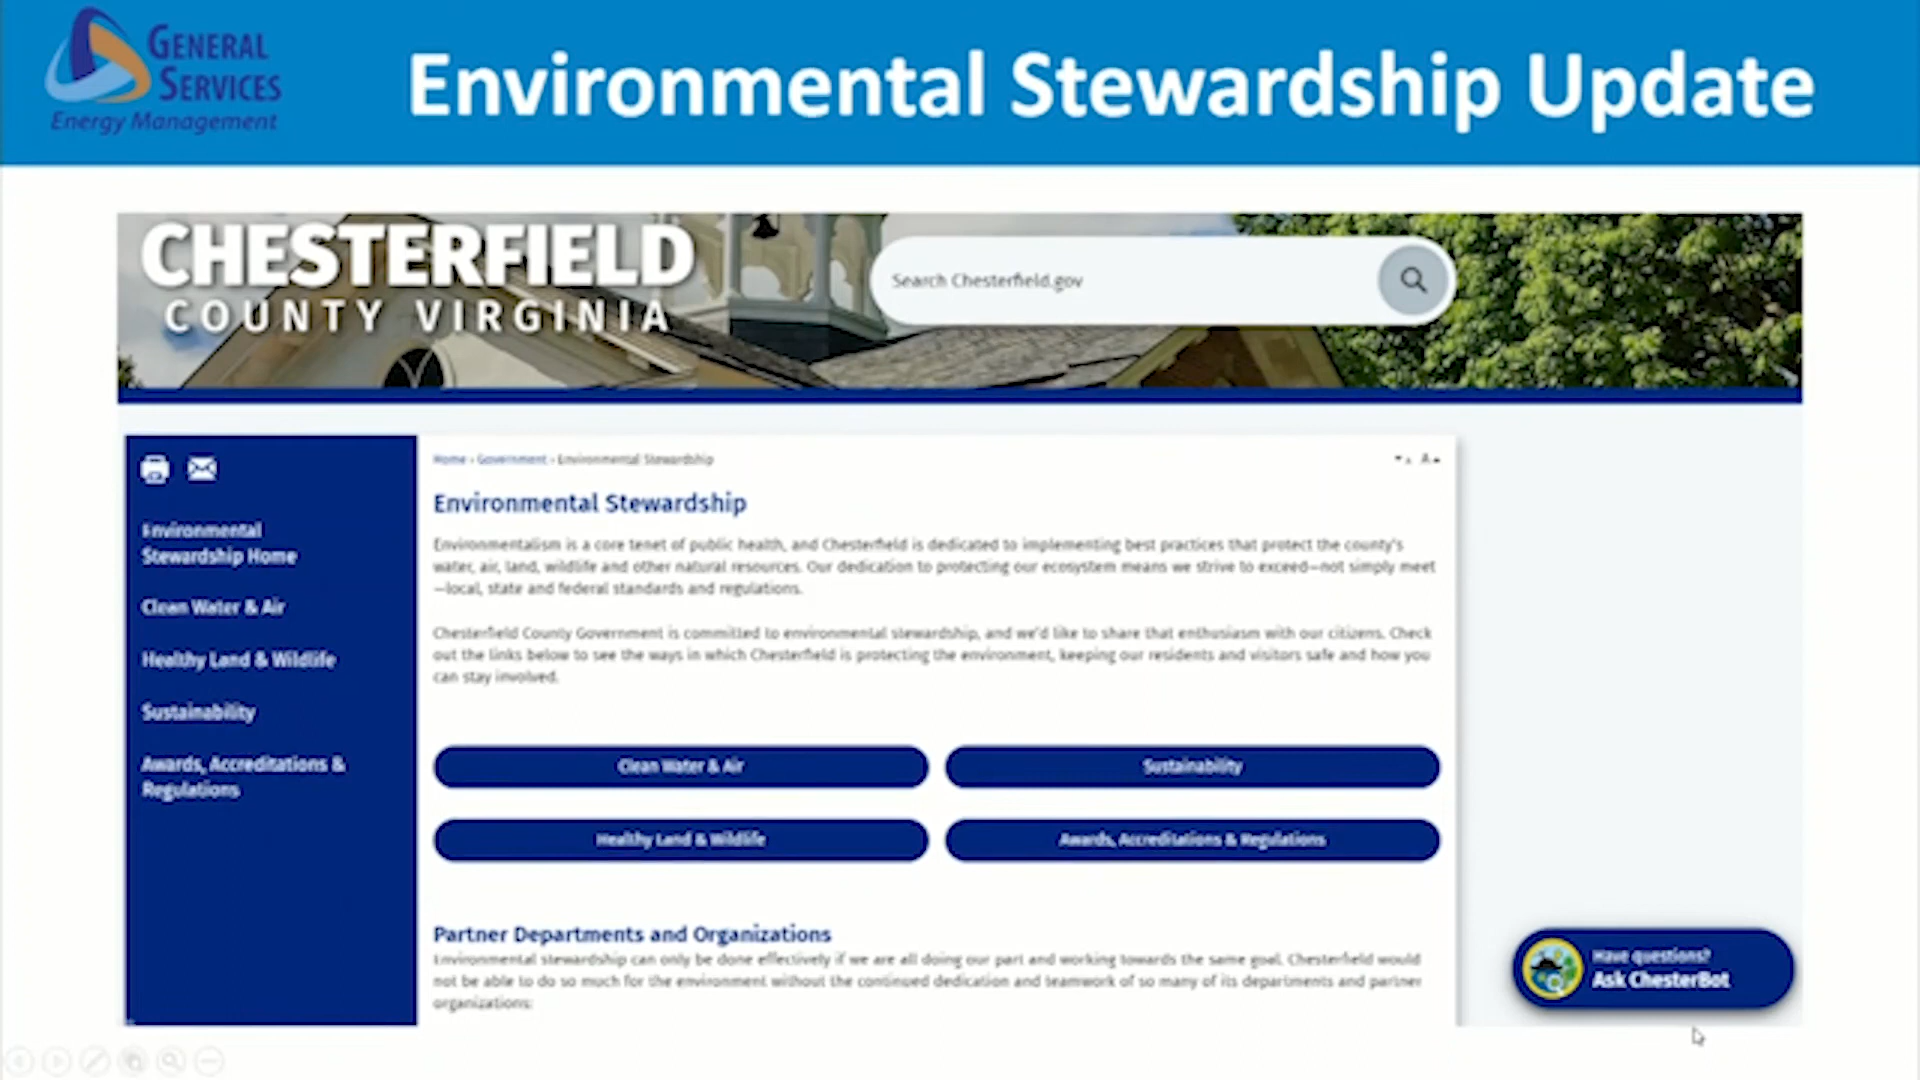 GENERAL
SERVICES
Energy Management
Environmental Stewardship Update
CHESTERFIELD
COUNTY VIRGINIA
Search Chesterfield.gov
Environmental
Stewardship Home
Clean Water & Air
Healthy Land & Wildlife
Sustainability
Awards, Accreditations &
Regulations
Home › Government › Environmental Stewardship
Environmental Stewardship
Environmentalism is a core tenet of public health, and Chesterfield is dedicated to implementing best practices that protect the county's
water, air, land, wildlife and other natural resources. Our dedication to protecting our ecosystem means we strive to exceed—not simply meet
—local, state and federal standards and regulations.
Chesterfield County Government is committed to environmental stewardship, and we'd like to share that enthusiasm with our citizens. Check
out the links below to see the ways in which Chesterfield is protecting the environment, keeping our residents and visitors safe and how you
can stay involved.
Clean Water & Air
Sustainability
Healthy Land & Wildlife
Awards, Accreditations & Regulations
Partner Departments and Organizations
Environmental stewardship can only be done effectively if we are all doing our part and working towards the same goal. Chesterfield would
not be able to do so much for the environment without the continued dedication and teamwork of so many of its departments and partner
organizations:
Have questions?
Ask ChesterBot